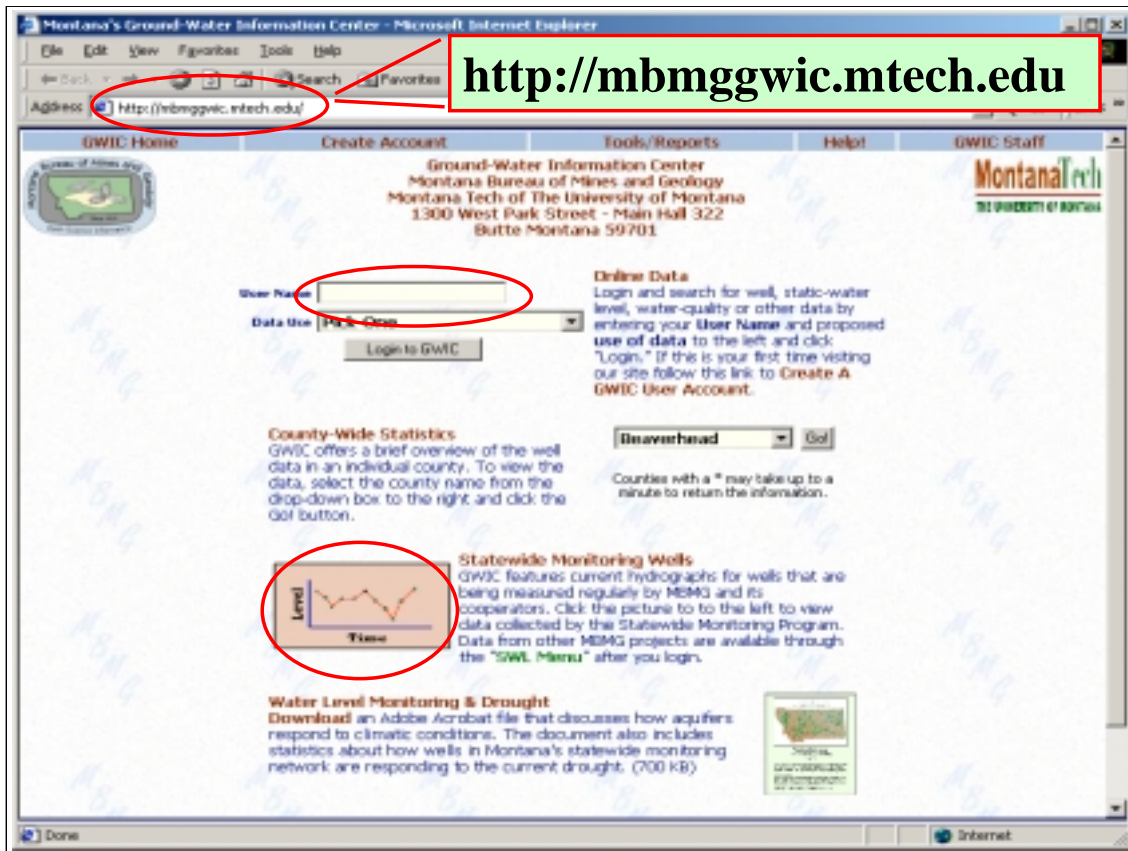 Montana's Ground-Water Information Center - Microsoft Internet Explorer
File Edit View Favorites Tools Help
Back Search Favorites
http://mbmggwic.mtech.edu
Address http://mbmggwic.mtech.edu/
GWIC Home Create Account Tools/Reports Help! GWIC Staff
Ground-Water Information Center
Montana Bureau of Mines and Geology
Montana Tech of The University of Montana
1300 West Park Street - Main Hall 322
Butte Montana 59701
MontanaTech
THE UNIVERSITY OF MONTANA
User Name
Data Use Pick One
Login to GWIC
Online Data
Login and search for well, static-water
level, water-quality or other data by
entering your User Name and proposed
use of data to the left and click
"Login." If this is your first time visiting
our site follow this link to Create A
GWIC User Account.
County-Wide Statistics
GWIC offers a brief overview of the well
data in an individual county. To view the
data, select the county name from the
drop-down box to the right and click the
Go! button.
Beaverhead Go!
Counties with a * may take up to a
minute to return the information.
Level
Time
Statewide Monitoring Wells
GWIC features current hydrographs for wells that are
being measured regularly by MBMG and its
cooperators. Click the picture to to the left to view
data collected by the Statewide Monitoring Program.
Data from other MBMG projects are available through
the "SWL Menu" after you login.
Water Level Monitoring & Drought
Download an Adobe Acrobat file that discusses how aquifers
respond to climatic conditions. The document also includes
statistics about how wells in Montana's statewide monitoring
network are responding to the current drought. (700 KB)
Done Internet